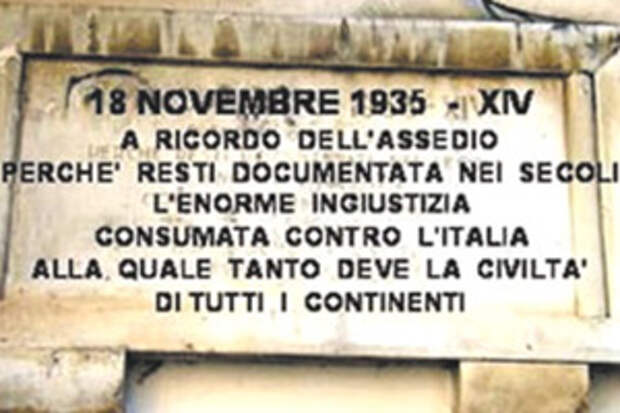 18 NOVEMBRE 1935 - XIV
A RICORDO DELL'ASSEDIO
PERCHE' RESTI DOCUMENTATA NEI SECOLI
L'ENORME INGIUSTIZIA
CONSUMATA CONTRO L'ITALIA
ALLA QUALE TANTO DEVE LA CIVILTA'
DI TUTTI I CONTINENTI